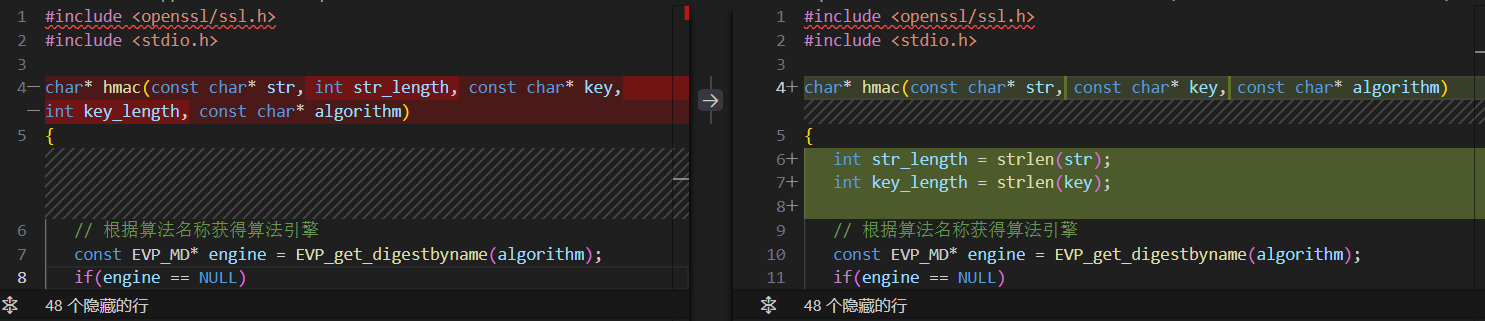 1 #include <openssl/ssl.h>
2 #include <stdio.h>
3
4− char* hmac(const char* str, int str_length, const char* key,
− int key_length, const char* algorithm)
5 {
6 // 根据算法名称获得算法引擎
7 const EVP_MD* engine = EVP_get_digestbyname(algorithm);
8 if(engine == NULL)
48 个隐藏的行
1 #include <openssl/ssl.h>
2 #include <stdio.h>
3
4+ char* hmac(const char* str, const char* key, const char* algorithm)
5 {
6+ int str_length = strlen(str);
7+ int key_length = strlen(key);
8+
9 // 根据算法名称获得算法引擎
10 const EVP_MD* engine = EVP_get_digestbyname(algorithm);
11 if(engine == NULL)
48 个隐藏的行